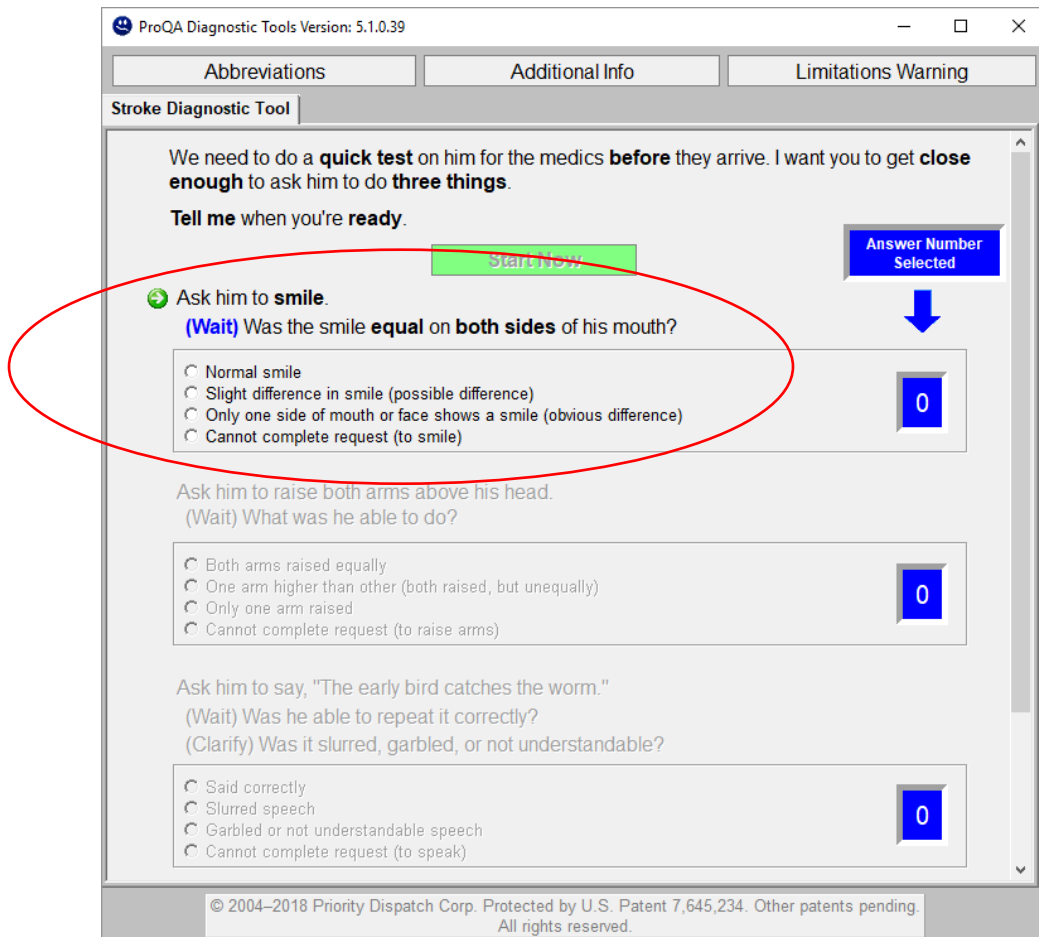 ProQA Diagnostic Tools Version: 5.1.0.39
Abbreviations
Additional Info
Limitations Warning
Stroke Diagnostic Tool
We need to do a quick test on him for the medics before they arrive. I want you to get close
enough to ask him to do three things.
Tell me when you're ready.
Start Now
Answer Number
Selected
Ask him to smile.
(Wait) Was the smile equal on both sides of his mouth?
Normal smile
Slight difference in smile (possible difference)
Only one side of mouth or face shows a smile (obvious difference)
Cannot complete request (to smile)
0
Ask him to raise both arms above his head.
(Wait) What was he able to do?
Both arms raised equally
One arm higher than other (both raised, but unequally)
Only one arm raised
Cannot complete request (to raise arms)
0
Ask him to say, "The early bird catches the worm."
(Wait) Was he able to repeat it correctly?
(Clarify) Was it slurred, garbled, or not understandable?
Said correctly
Slurred speech
Garbled or not understandable speech
Cannot complete request (to speak)
0
© 2004–2018 Priority Dispatch Corp. Protected by U.S. Patent 7,645,234. Other patents pending.
All rights reserved.